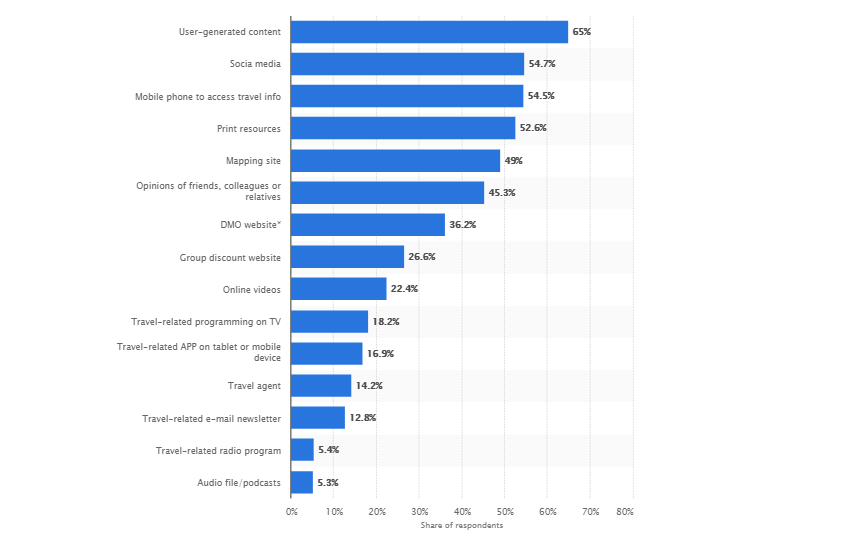 User-generated content 65%
Socia media 54.7%
Mobile phone to access travel info 54.5%
Print resources 52.6%
Mapping site 49%
Opinions of friends, colleagues or
relatives 45.3%
DMO website* 36.2%
Group discount website 26.6%
Online videos 22.4%
Travel-related programming on TV 18.2%
Travel-related APP on tablet or mobile
device 16.9%
Travel agent 14.2%
Travel-related e-mail newsletter 12.8%
Travel-related radio program 5.4%
Audio file/podcasts 5.3%
0% 10% 20% 30% 40% 50% 60% 70% 80%
Share of respondents